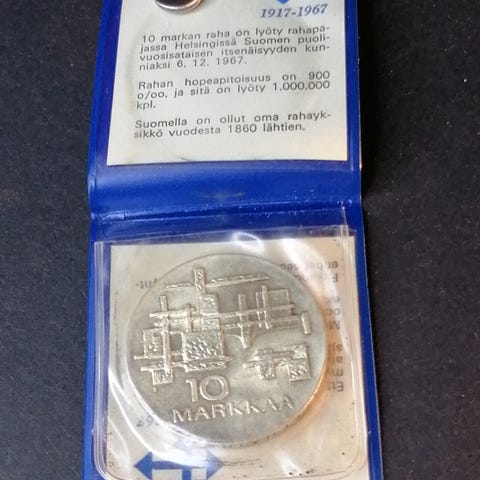 1917-1967
10 markan raha on lyöty rahapa-
jassa Helsingissä Suomen puoli-
vuosisataisen itsenäisyyden kun-
niaksi 6. 12. 1967.
Rahan hopeapitoisuus on 900
o/oo, ja sitä on lyöty 1.000.000
kpl.
Suomella on ollut oma rahayk-
sikkö vuodesta 1860 lähtien.
10
MARKKAA